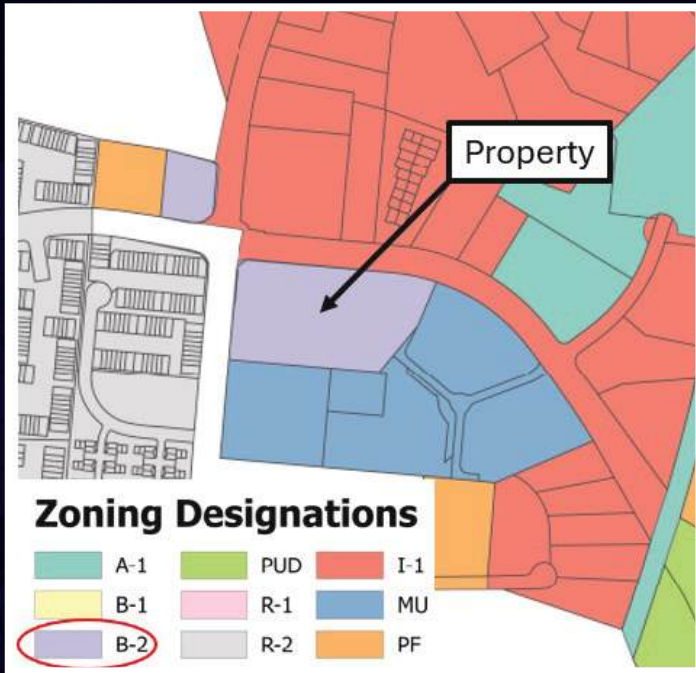 Property
Zoning Designations
A-1 PUD I-1
B-1 R-1 MU
B-2 R-2 PF